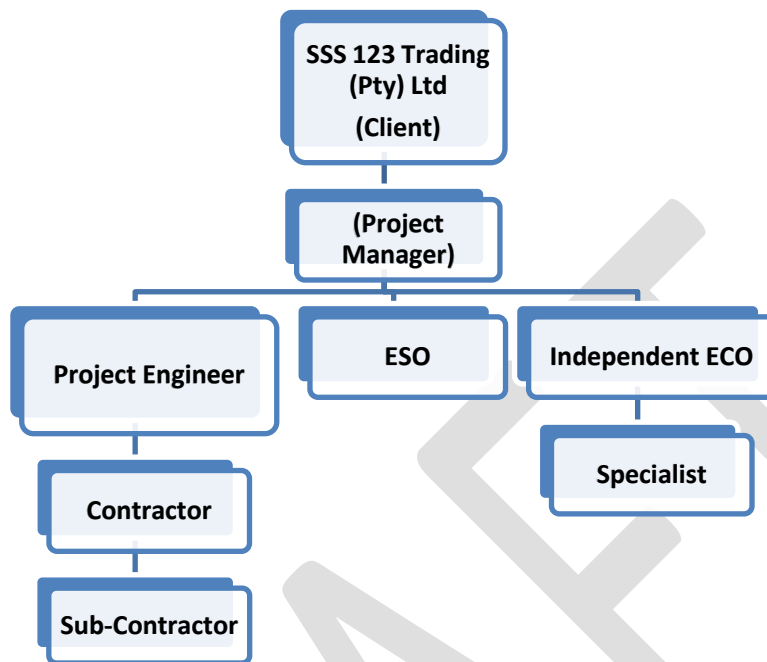 SSS 123 Trading
(Pty) Ltd
(Client)
(Project
Manager)
Project Engineer
ESO
Independent ECO
Contractor
Specialist
Sub-Contractor